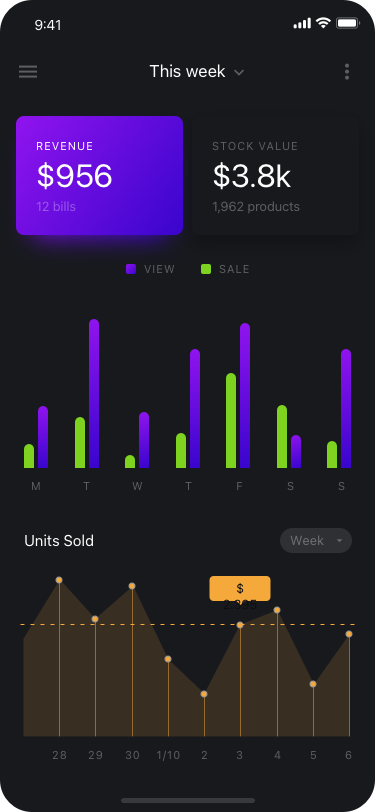 9:41
This week
REVENUE
$956
12 bills
STOCK VALUE
$3.8k
1,962 products
VIEW SALE
M T W T F S S
Units Sold
Week
$
28 29 30 1/10 2 3 4 5 6